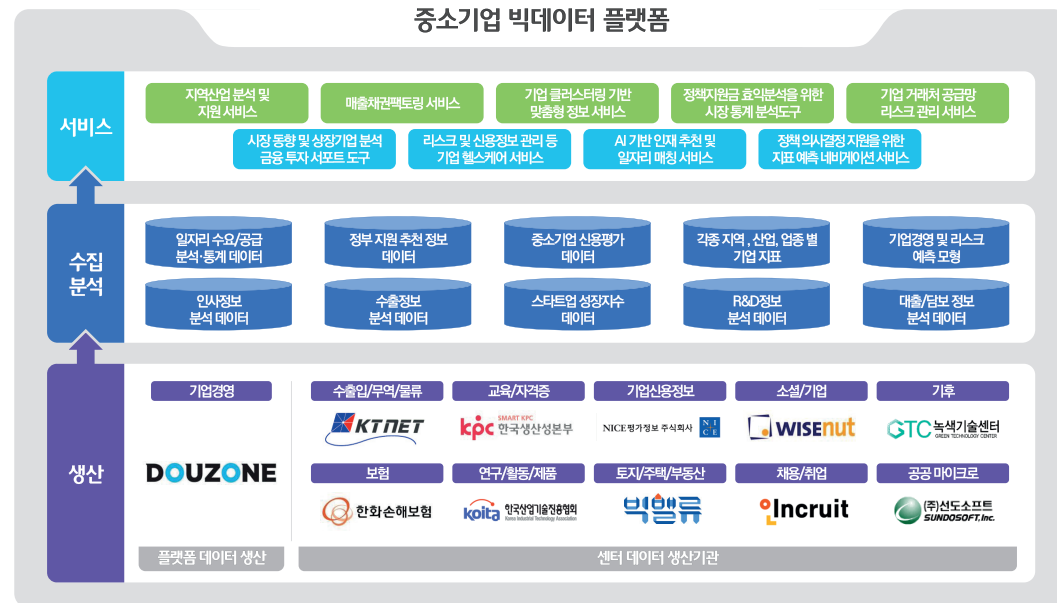 중소기업 빅데이터 플랫폼
서비스
지역산업 분석 및
지원 서비스
매출채권팩토링 서비스
기업 클러스터링 기반
맞춤형 정보 서비스
정책지원금 효익분석을 위한
시장 통계 분석도구
기업 거래처 공급망
리스크 관리 서비스
시장 동향 및 상장기업 분석
금융 투자 서포트 도구
리스크 및 신용정보 관리 등
기업 헬스케어 서비스
AI 기반 인재 추천 및
일자리 매칭 서비스
정책 의사결정 지원을 위한
지표 예측 네비게이션 서비스
수집
분석
일자리 수요/공급
분석·통계 데이터
정부 지원 추천 정보
데이터
중소기업 신용평가
데이터
각종 지역 , 산업, 업종 별
기업 지표
기업경영 및 리스크
예측 모형
인사정보
분석 데이터
수출정보
분석 데이터
스타트업 성장지수
데이터
R&D정보
분석 데이터
대출/담보 정보
분석 데이터
생산
기업경영
DOUZONE
플랫폼 데이터 생산
수출입/무역/물류
KTNET
교육/자격증
kpc
SMART KPC
한국생산성본부
기업신용정보
NICE평가정보 주식회사
NICE
소셜/기업
WISEnut
기후
GTC
녹색기술센터
GREEN TECHNOLOGY CENTER
보험
한화손해보험
연구/활동/제품
koita
한국산업기술진흥협회
Korea Industrial Technology Association
토지/주택/부동산
빅밸류
채용/취업
Incruit
공공 마이크로
(주)선도소프트
SUNDOSOFT,Inc.
센터 데이터 생산기관